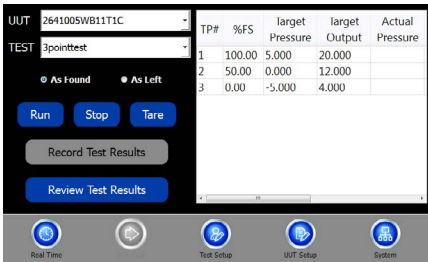 UUT 2641005WB11T1C
TEST 3pointtest
As Found As Left
Run Stop Tare
Record Test Results
Review Test Results
TP# %FS Target Pressure Target Output Actual Pressure
1 100.00 5.000 20.000
2 50.00 0.000 12.000
3 0.00 -5.000 4.000
Real Time Test Setup UUT Setup System